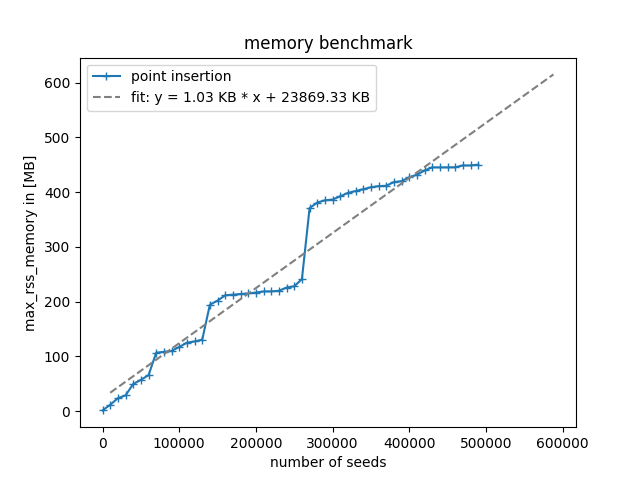 memory benchmark
point insertion
fit: y = 1.03 KB * x + 23869.33 KB
max_rss_memory in [MB]
600
500
400
300
200
100
0
0 100000 200000 300000 400000 500000 600000
number of seeds